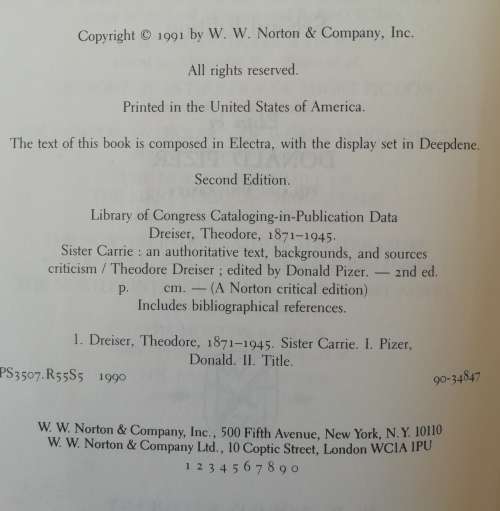 Copyright © 1991 by W. W. Norton & Company, Inc.
All rights reserved.
Printed in the United States of America.
The text of this book is composed in Electra, with the display set in Deepdene.
Second Edition.
Library of Congress Cataloging-in-Publication Data
Dreiser, Theodore, 1871–1945.
Sister Carrie : an authoritative text, backgrounds, and sources
criticism / Theodore Dreiser ; edited by Donald Pizer. — 2nd ed.
p. cm. — (A Norton critical edition)
Includes bibliographical references.
1. Dreiser, Theodore, 1871–1945. Sister Carrie. I. Pizer,
Donald. II. Title.
PS3507.R55S5 1990 90-34847
W. W. Norton & Company, Inc., 500 Fifth Avenue, New York, N.Y. 10110
W. W. Norton & Company Ltd., 10 Coptic Street, London WC1A 1PU
1 2 3 4 5 6 7 8 9 0